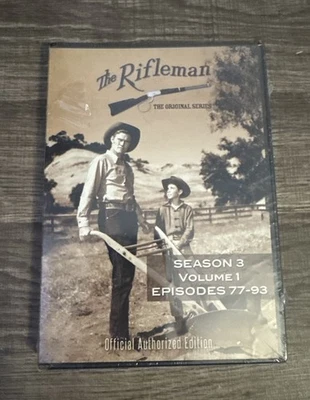 The Rifleman
THE ORIGINAL SERIES
SEASON 3
VOLUME 1
EPISODES 77-93
Official Authorized Edition